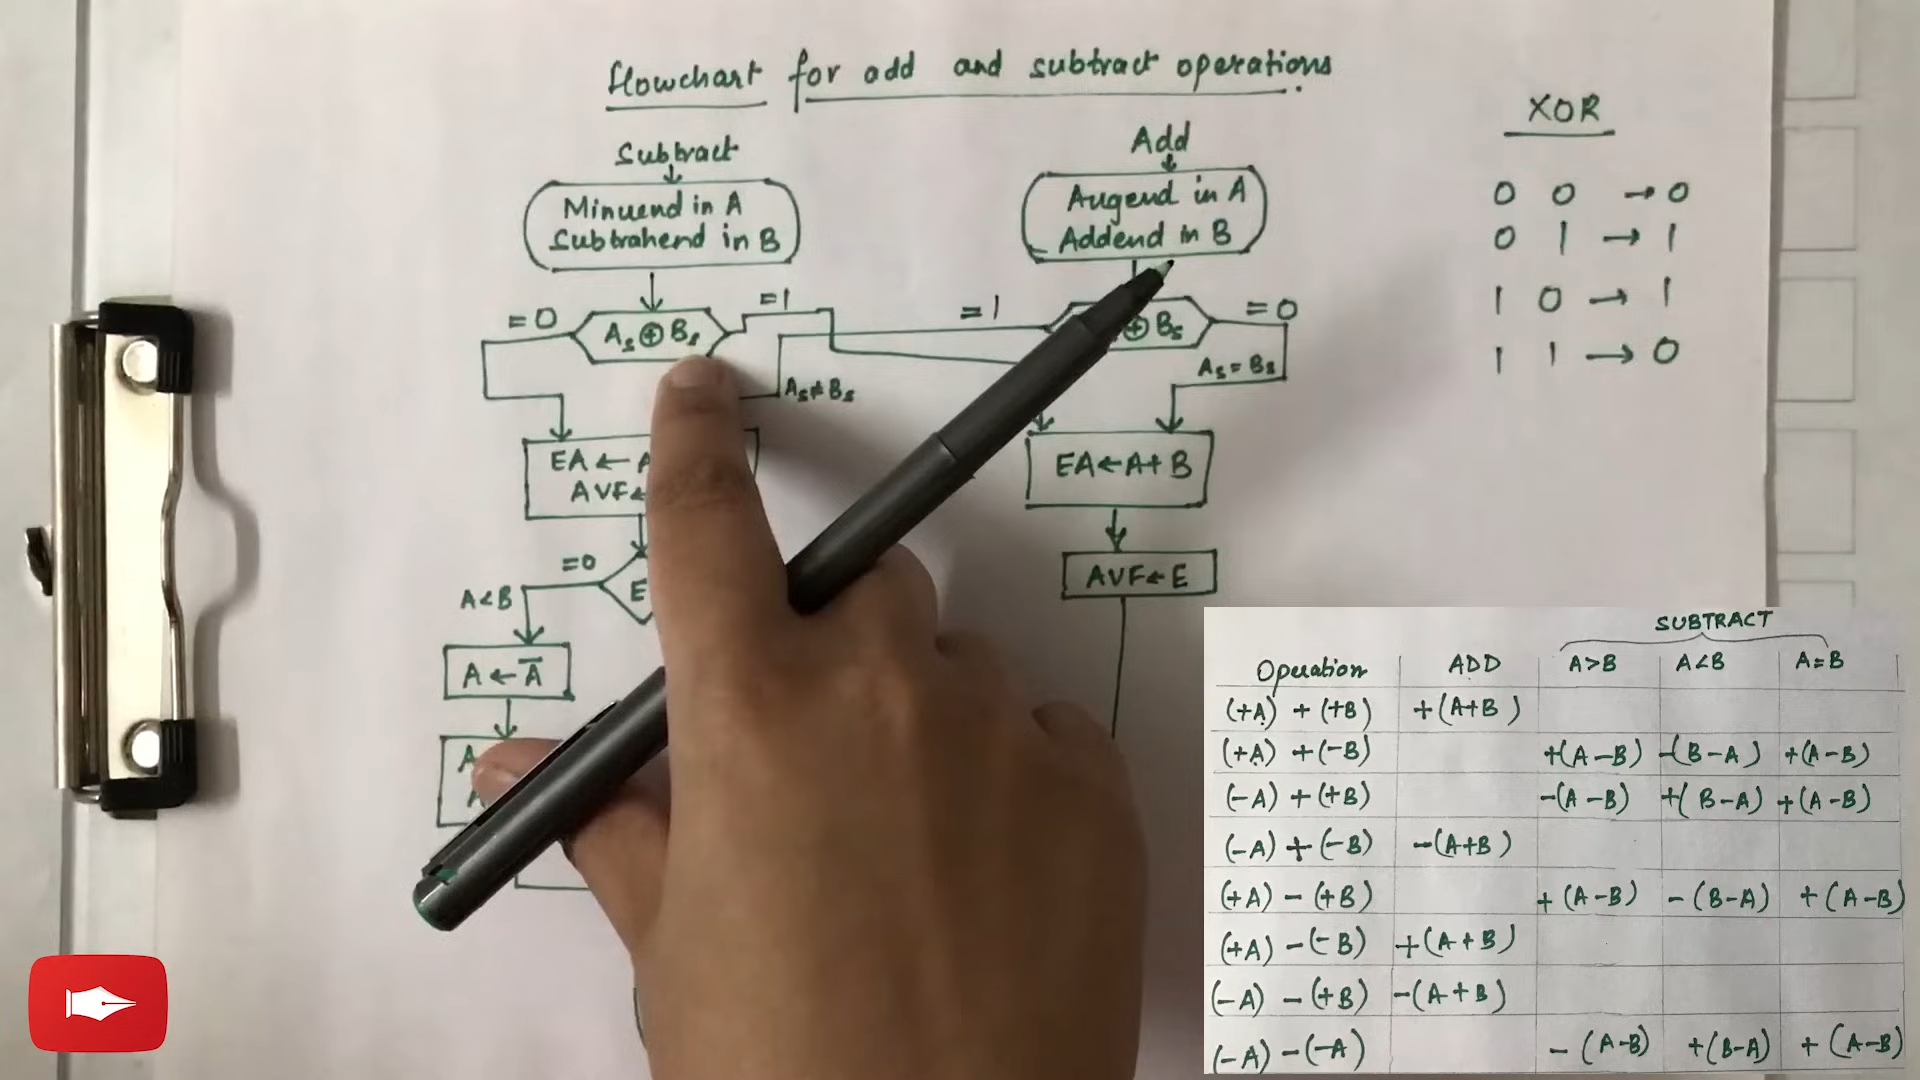 Flowchart for add and subtract operations
Subtract
Minuend in A
Subtrahend in B
=0
As ⊕ Bs
=1
As≠Bs
EA ← A
AVF←
=0
A<B
E
A ← A̅
A
A
Add
Augend in A
Addend in B
=1
⊕ Bs
=0
As = Bs
EA←A+B
AVF←E
XOR
0 0 → 0
0 1 → 1
1 0 → 1
1 1 → 0
SUBTRACT
Operation ADD A>B A<B A=B
(+A) + (+B) +(A+B)
(+A) + (-B) +(A-B) -(B-A) +(A-B)
(-A) + (+B) -(A-B) +(B-A) +(A-B)
(-A) + (-B) -(A+B)
(+A) - (+B) +(A-B) -(B-A) +(A-B)
(+A) - (-B) +(A+B)
(-A) - (+B) -(A+B)
(-A) - (-A) -(A-B) +(B-A) +(A-B)